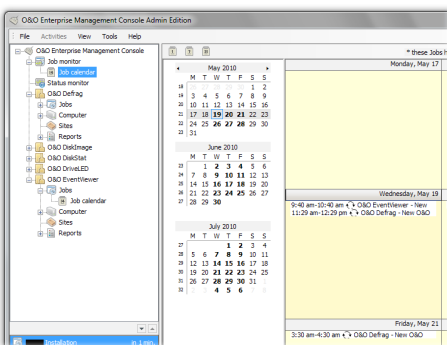 O&O Enterprise Management Console Admin Edition
File Activities View Tools Help
O&O Enterprise Management Console
Job monitor
Job calendar
Status monitor
O&O Defrag
Jobs
Computer
Sites
Reports
O&O DiskImage
O&O DiskStat
O&O DriveLED
O&O EventViewer
Jobs
Job calendar
Computer
Sites
Reports
Installation in 1 min.
May 2010
M T W T F S S
18 1 2
19 3 4 5 6 7 8 9
20 10 11 12 13 14 15 16
21 17 18 19 20 21 22 23
22 24 25 26 27 28 29 30
23 31
June 2010
M T W T F S S
23 1 2 3 4 5 6
24 7 8 9 10 11 12 13
25 14 15 16 17 18 19 20
26 21 22 23 24 25 26 27
27 28 29 30
July 2010
M T W T F S S
27 1 2 3 4
28 5 6 7 8 9 10 11
29 12 13 14 15 16 17 18
30 19 20 21 22 23 24 25
31 26 27 28 29 30 31
32 4 5 6
* these Jobs h
Monday, May 17
Wednesday, May 19
9:40 am-10:40 am O&O EventViewer - New
11:29 am-12:29 pm O&O Defrag - New O&O
Friday, May 21
3:30 am-4:30 am O&O Defrag - New O&O